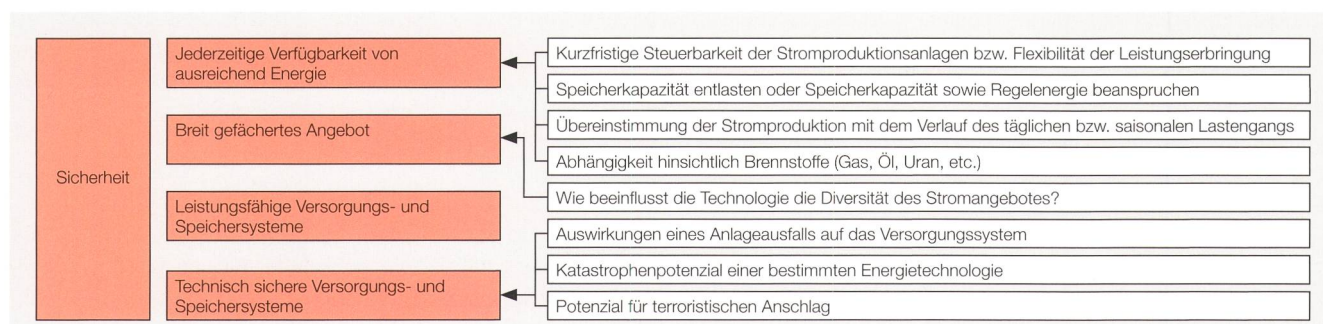 Sicherheit
Jederzeitige Verfügbarkeit von
ausreichend Energie
Breit gefächertes Angebot
Leistungsfähige Versorgungs- und
Speichersysteme
Technisch sichere Versorgungs- und
Speichersysteme
Kurzfristige Steuerbarkeit der Stromproduktionsanlagen bzw. Flexibilität der Leistungserbringung
Speicherkapazität entlasten oder Speicherkapazität sowie Regelenergie beanspruchen
Übereinstimmung der Stromproduktion mit dem Verlauf des täglichen bzw. saisonalen Lastengangs
Abhängigkeit hinsichtlich Brennstoffe (Gas, Öl, Uran, etc.)
Wie beeinflusst die Technologie die Diversität des Stromangebotes?
Auswirkungen eines Anlageausfalls auf das Versorgungssystem
Katastrophenpotenzial einer bestimmten Energietechnologie
Potenzial für terroristischen Anschlag